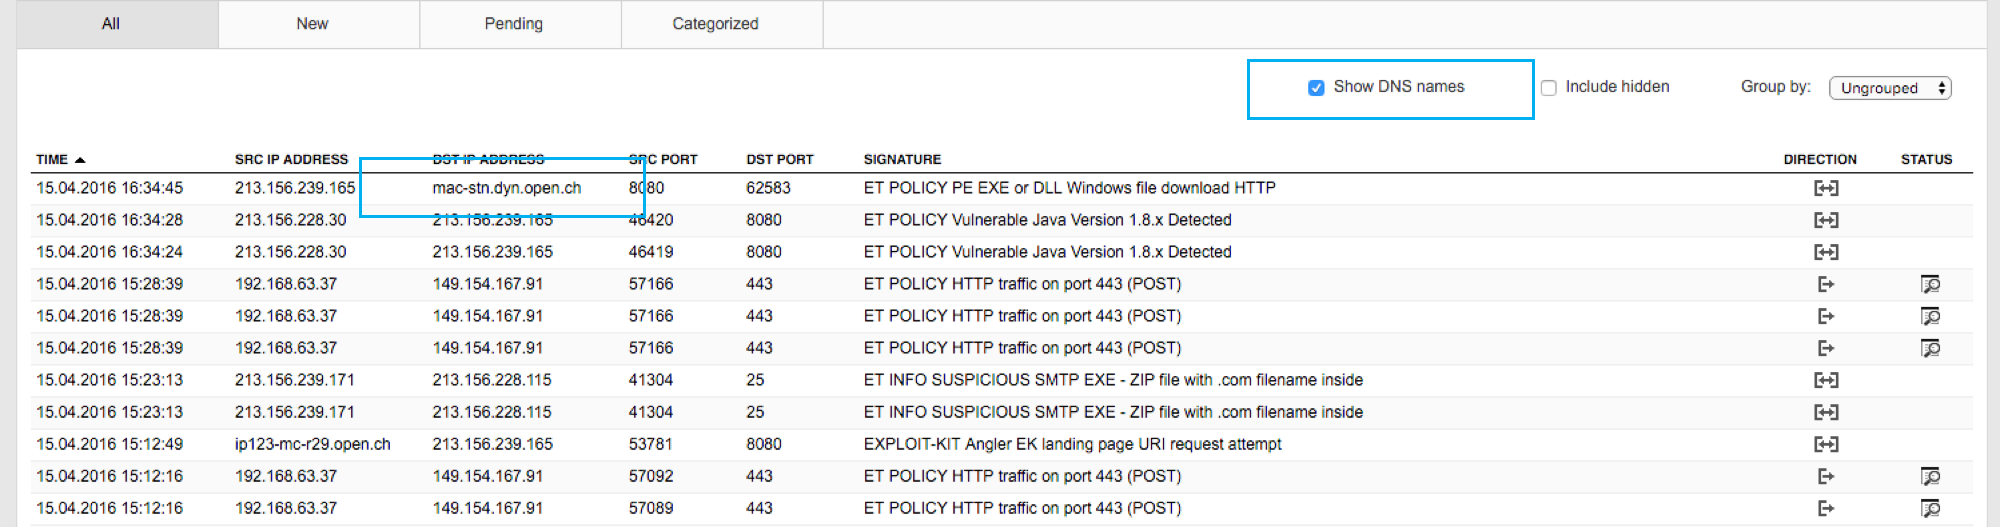 All New Pending Categorized
Show DNS names Include hidden Group by: Ungrouped
TIME SRC IP ADDRESS DST IP ADDRESS SRC PORT DST PORT SIGNATURE DIRECTION STATUS
15.04.2016 16:34:45 213.156.239.165 mac-stn.dyn.open.ch 8080 62583 ET POLICY PE EXE or DLL Windows file download HTTP
15.04.2016 16:34:28 213.156.228.30 213.156.239.165 46420 8080 ET POLICY Vulnerable Java Version 1.8.x Detected
15.04.2016 16:34:24 213.156.228.30 213.156.239.165 46419 8080 ET POLICY Vulnerable Java Version 1.8.x Detected
15.04.2016 15:28:39 192.168.63.37 149.154.167.91 57166 443 ET POLICY HTTP traffic on port 443 (POST)
15.04.2016 15:28:39 192.168.63.37 149.154.167.91 57166 443 ET POLICY HTTP traffic on port 443 (POST)
15.04.2016 15:28:39 192.168.63.37 149.154.167.91 57166 443 ET POLICY HTTP traffic on port 443 (POST)
15.04.2016 15:23:13 213.156.239.171 213.156.228.115 41304 25 ET INFO SUSPICIOUS SMTP EXE - ZIP file with .com filename inside
15.04.2016 15:23:13 213.156.239.171 213.156.228.115 41304 25 ET INFO SUSPICIOUS SMTP EXE - ZIP file with .com filename inside
15.04.2016 15:12:49 ip123-mc-r29.open.ch 213.156.239.165 53781 8080 EXPLOIT-KIT Angler EK landing page URI request attempt
15.04.2016 15:12:16 192.168.63.37 149.154.167.91 57092 443 ET POLICY HTTP traffic on port 443 (POST)
15.04.2016 15:12:16 192.168.63.37 149.154.167.91 57089 443 ET POLICY HTTP traffic on port 443 (POST)